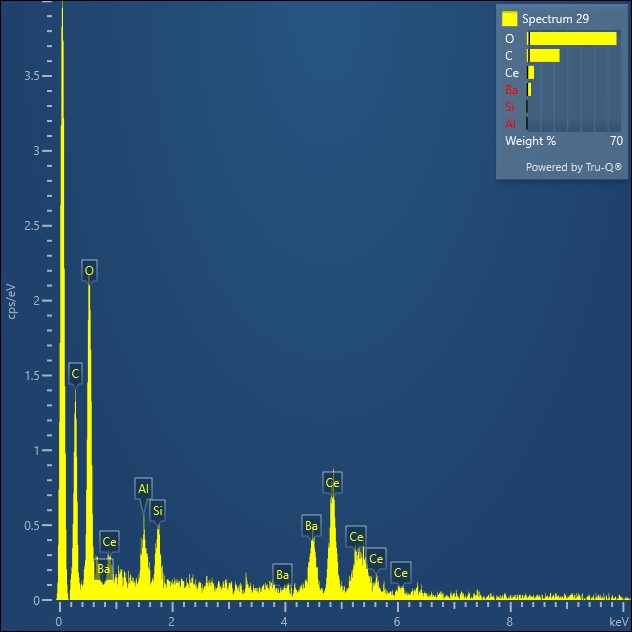 Spectrum 29
O
C
Ce
Ba
Si
Al
Weight % 70
Powered by Tru-Q®
3.5
3
2.5
2
1.5
1
0.5
0
cps/eV
O
C
Al
Si
Ce
Ba
Ba
Ba
Ce
Ce
Ce
Ce
0 2 4 6 8 keV